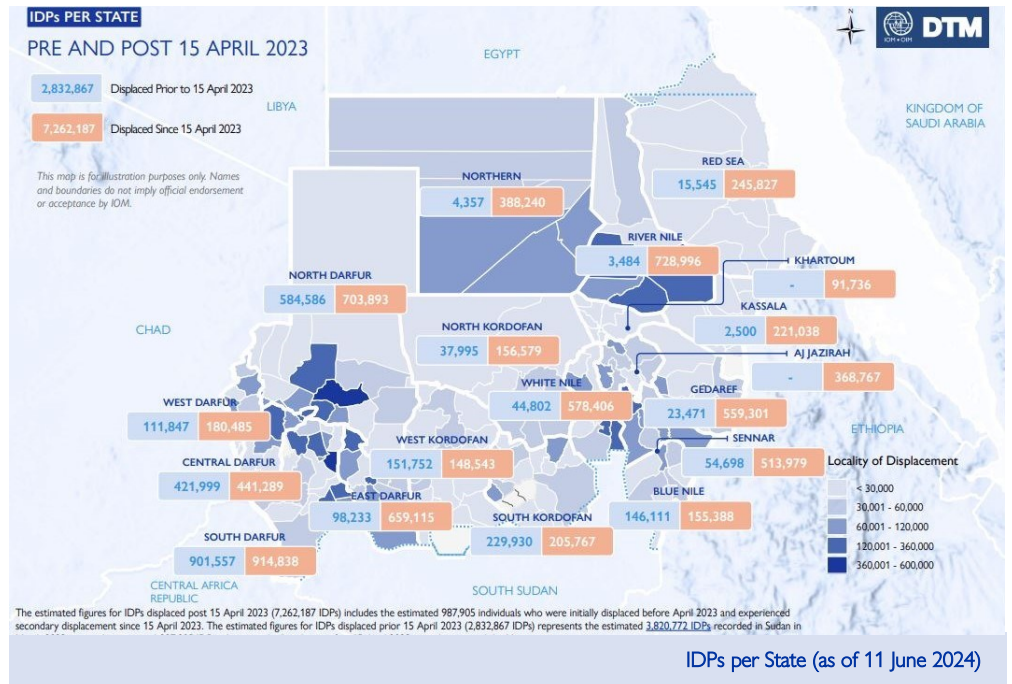 IDPs PER STATE
PRE AND POST 15 APRIL 2023
2,832,867 Displaced Prior to 15 April 2023
7,262,187 Displaced Since 15 April 2023
This map is for illustration purposes only. Names
and boundaries do not imply official endorsement
or acceptance by IOM.
N
IOM • OIM
DTM
EGYPT
LIBYA
KINGDOM OF
SAUDI ARABIA
RED SEA
15,545 245,827
NORTHERN
4,357 388,240
RIVER NILE
3,484 728,996
KHARTOUM
- 91,736
NORTH DARFUR
584,586 703,893
KASSALA
2,500 221,038
CHAD
NORTH KORDOFAN
37,995 156,579
AJ JAZIRAH
- 368,767
WHITE NILE
44,802 578,406
GEDAREF
23,471 559,301
WEST DARFUR
111,847 180,485
ETHIOPIA
WEST KORDOFAN
151,752 148,543
SENNAR
54,698 513,979
CENTRAL DARFUR
421,999 441,289
Locality of Displacement
< 30,000
30,001 - 60,000
60,001 - 120,000
120,001 - 360,000
360,001 - 600,000
EAST DARFUR
98,233 659,115
BLUE NILE
146,111 155,388
SOUTH KORDOFAN
229,930 205,767
SOUTH DARFUR
901,557 914,838
CENTRAL AFRICA
REPUBLIC
SOUTH SUDAN
The estimated figures for IDPs displaced post 15 April 2023 (7,262,187 IDPs) includes the estimated 987,905 individuals who were initially displaced before April 2023 and experienced
secondary displacement since 15 April 2023. The estimated figures for IDPs displaced prior 15 April 2023 (2,832,867 IDPs) represents the estimated 3,820,772 IDPs recorded in Sudan in
IDPs per State (as of 11 June 2024)